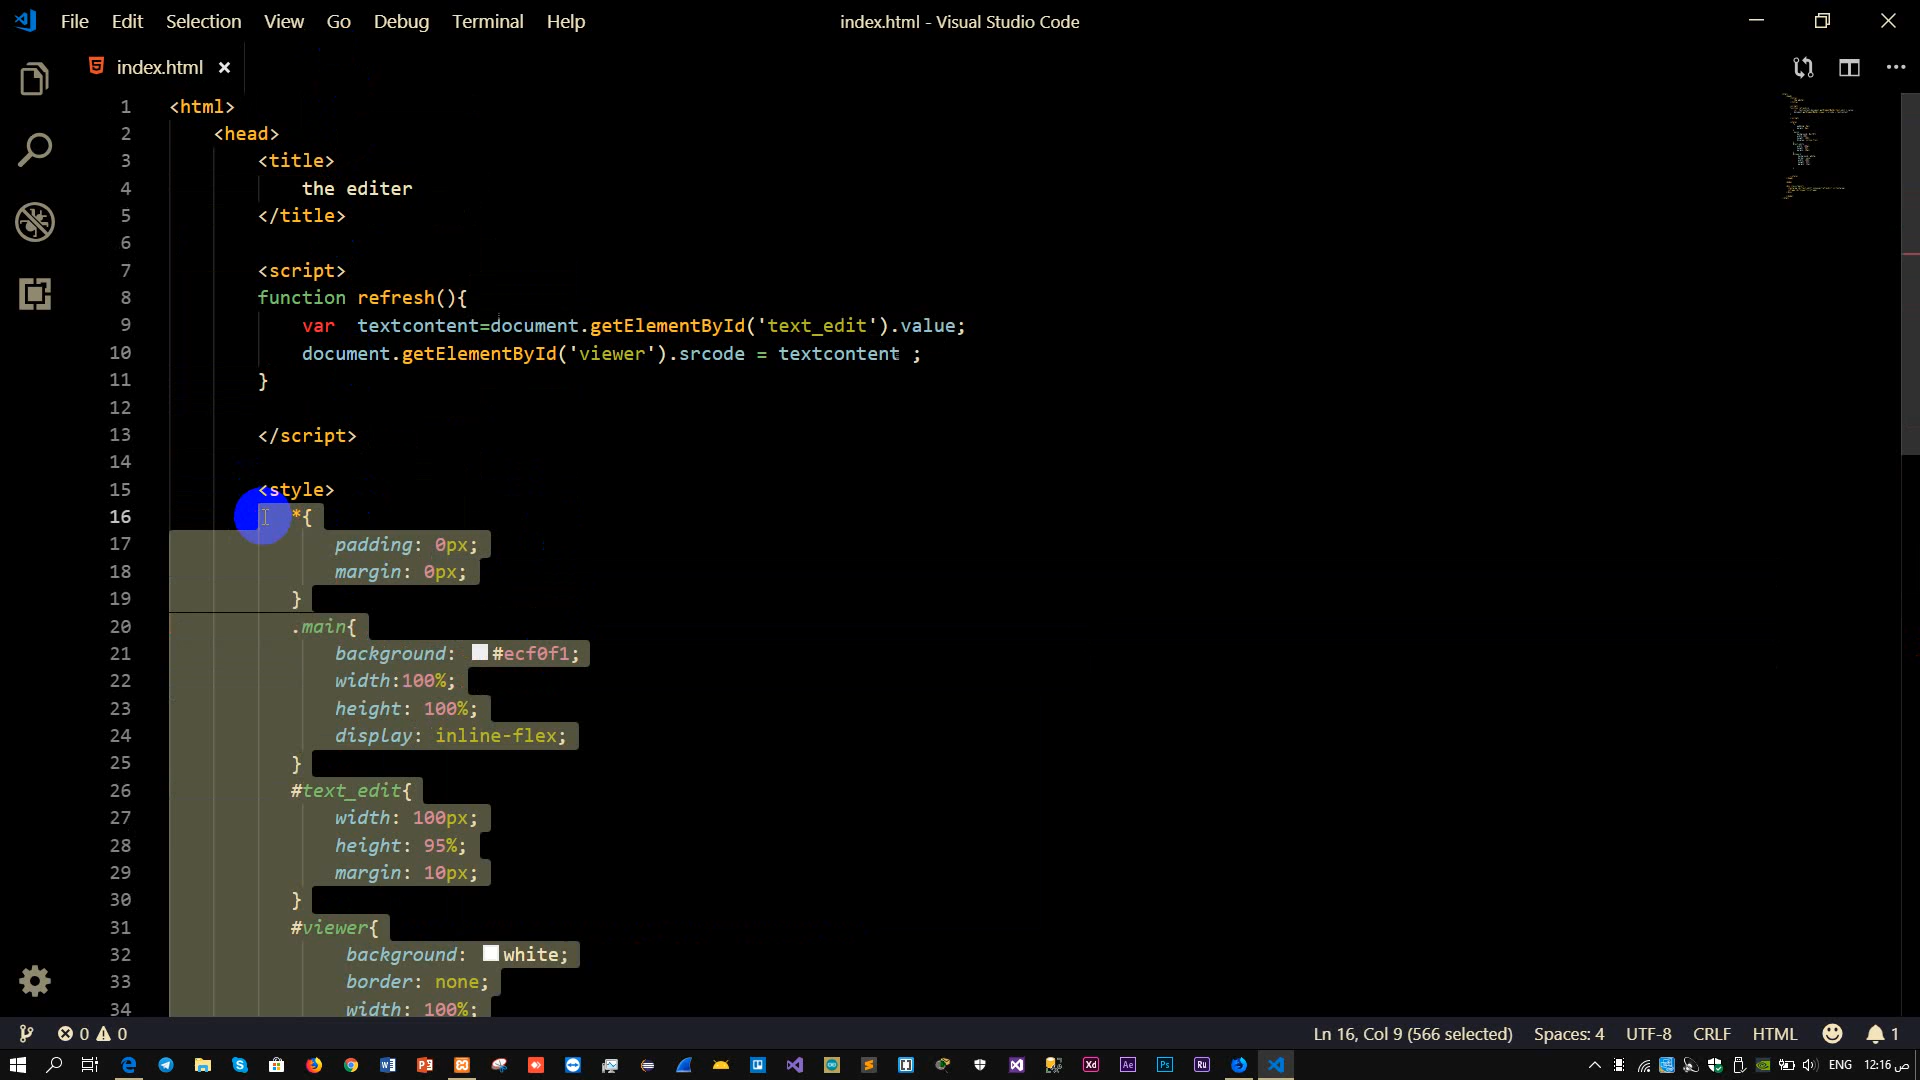 File Edit Selection View Go Debug Terminal Help
index.html - Visual Studio Code
index.html
1 <html>
2 <head>
3 <title>
4 the editer
5 </title>
6
7 <script>
8 function refresh(){
9 var  textcontent=document.getElementById('text_edit').value;
10 document.getElementById('viewer').srcode = textcontent ;
11 }
12
13 </script>
14
15 <style>
16 *{
17 padding: 0px;
18 margin: 0px;
19 }
20 .main{
21 background: #ecf0f1;
22 width:100%;
23 height: 100%;
24 display: inline-flex;
25 }
26 #text_edit{
27 width: 100px;
28 height: 95%;
29 margin: 10px;
30 }
31 #viewer{
32 background: white;
33 border: none;
34 width: 100%;
0 0 Ln 16, Col 9 (566 selected) Spaces: 4 UTF-8 CRLF HTML 1
ENG 12:16 ص